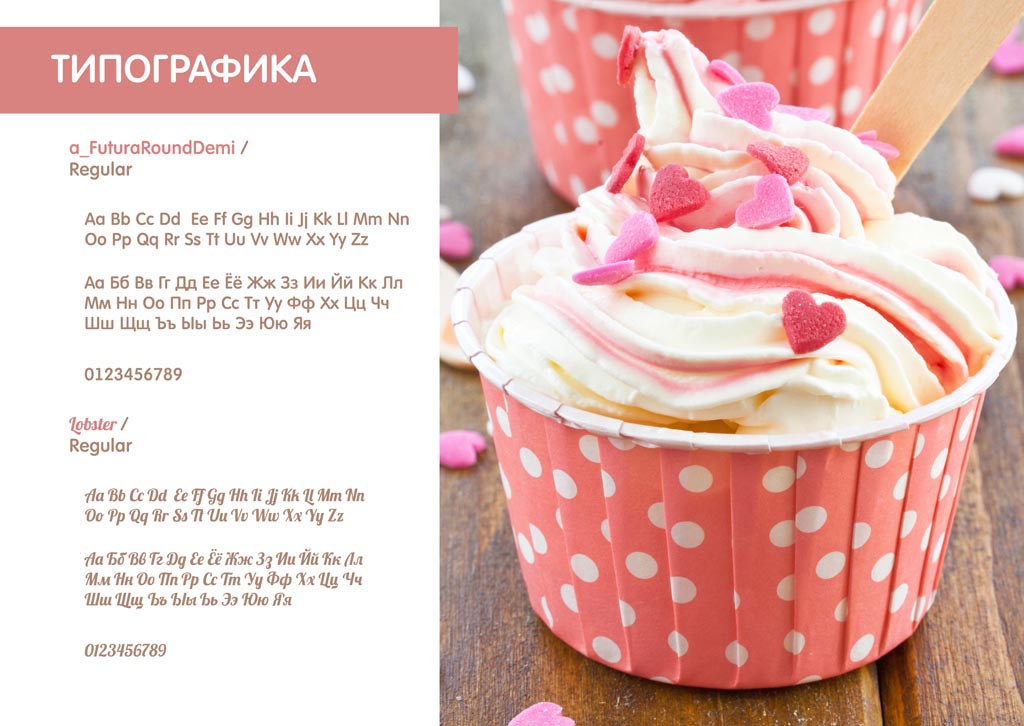 ТИПОГРАФИКА
a_FuturaRoundDemi /
Regular
Aa Bb Cc Dd Ee Ff Gg Hh Ii Jj Kk Ll Mm Nn
Oo Pp Qq Rr Ss Tt Uu Vv Ww Xx Yy Zz
Аа Бб Вв Гг Дд Ее Ёё Жж Зз Ии Йй Кк Лл
Мм Нн Оо Пп Рр Сс Тт Уу Фф Хх Цц Чч
Шш Щщ Ъъ Ыы Ьь Ээ Юю Яя
0123456789
Lobster /
Regular
Aa Bb Cc Dd Ee Ff Gg Hh Ii Jj Kk Ll Mm Nn
Oo Pp Qq Rr Ss Tt Uu Vv Ww Xx Yy Zz
Аа Бб Вв Гг Дд Ее Ёё Жж Зз Ии Йй Кк Лл
Мм Нн Оо Пп Рр Сс Тт Уу Фф Хх Цц Чч
Шш Щщ Ъъ Ыы Ьь Ээ Юю Яя
0123456789